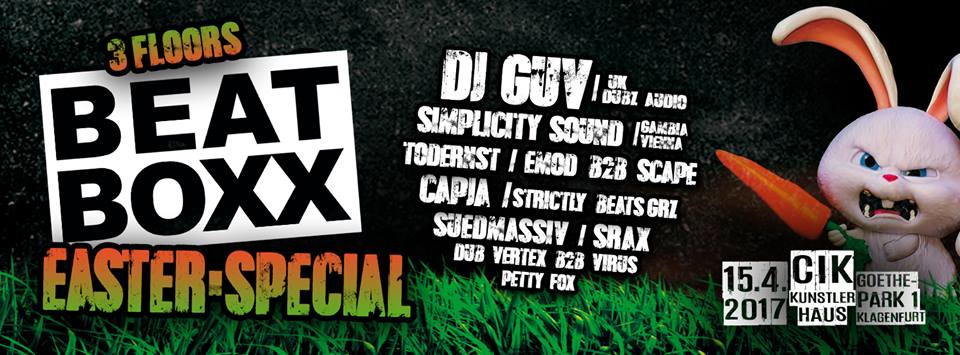 3 FLOORS
BEAT
BOXX
EASTER-SPECIAL
DJ GUV / UK
DUBZ AUDIO
SIMPLICITY SOUND / GAMBIA
VIENNA
TODERNST / EMOD B2B SCAPE
CAPJA / STRICTLY BEATS GRZ
SUEDMASSIV / SRAX
DUB VERTEX B2B VIRUS
PETTY FOX
15.4.
2017
CIK
KUNSTLER
HAUS
GOETHE-
PARK 1
KLAGENFURT